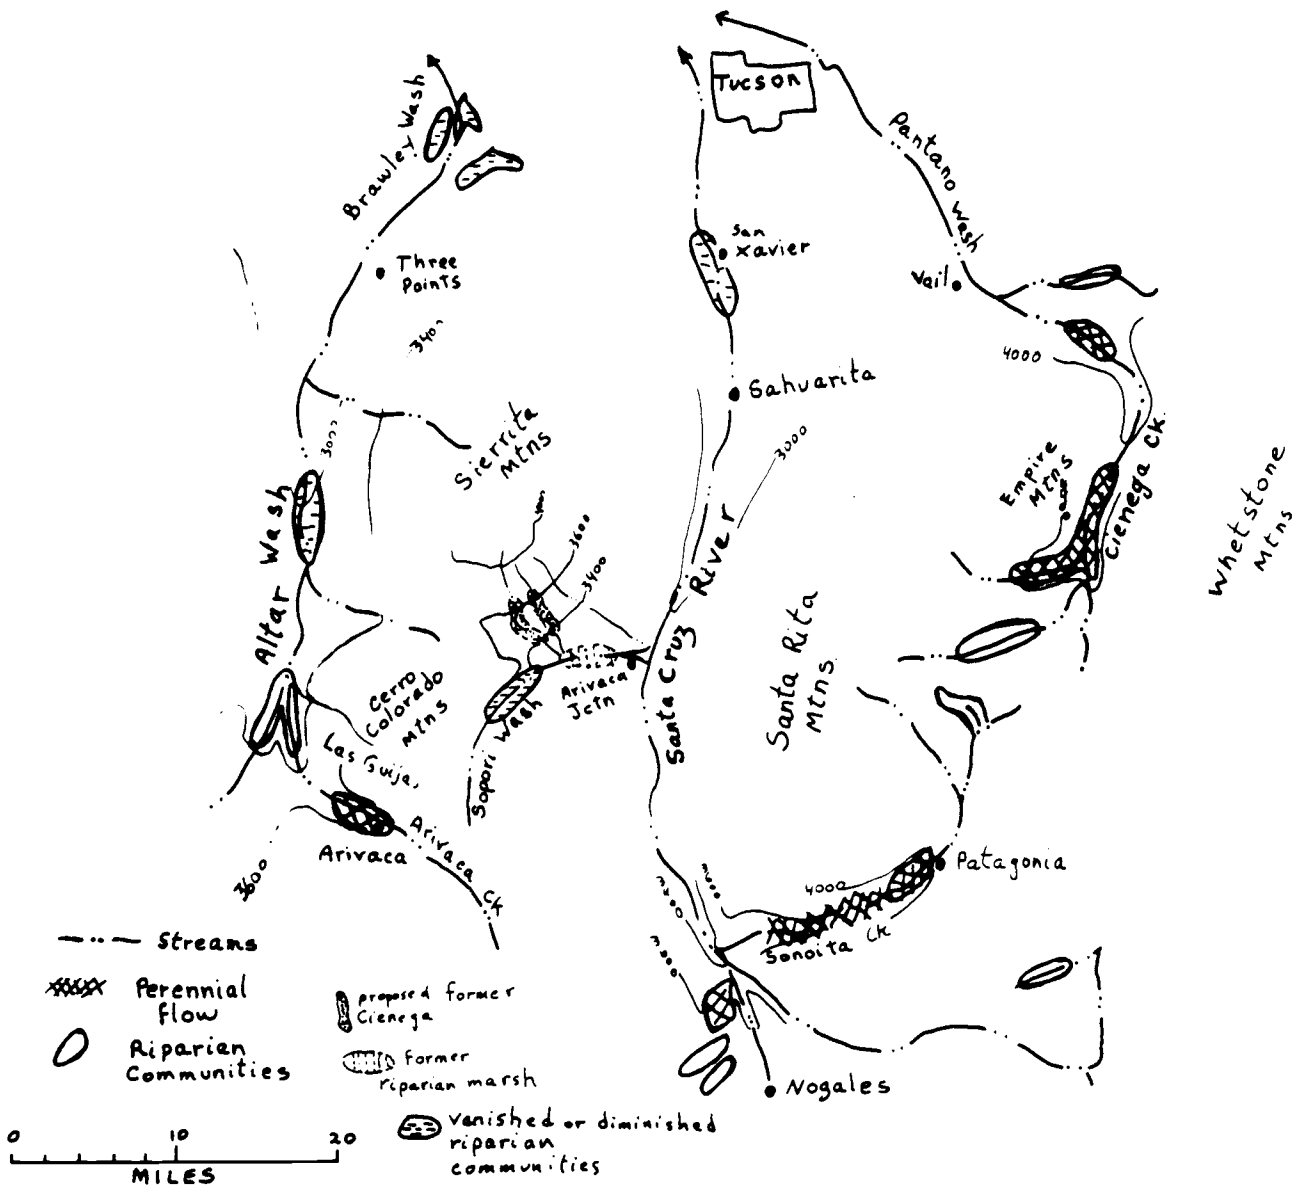 Tucson
Brawley Wash
Pantano Wash
San
Xavier
Three
Points
Vail
3400
4000
Sahuarita
3000
3000
Sierrita
Mtns
Empire
Mtns
Cienega Ck.
Whetstone
Mtns
Altar Wash
3600
3400
Santa Cruz River
Santa Rita
Mtns.
Arivaca
Jctn
Cerro
Colorado
Mtns
Sopori Wash
Las Guijas
Arivaca
Arivaca Ck
3600
Patagonia
4000
Sonoita Ck
Nogales
Streams
Perennial
Flow
Riparian
Communities
proposed former
Cienega
Former
riparian marsh
vanished or diminished
riparian
communities
0 10 20
MILES